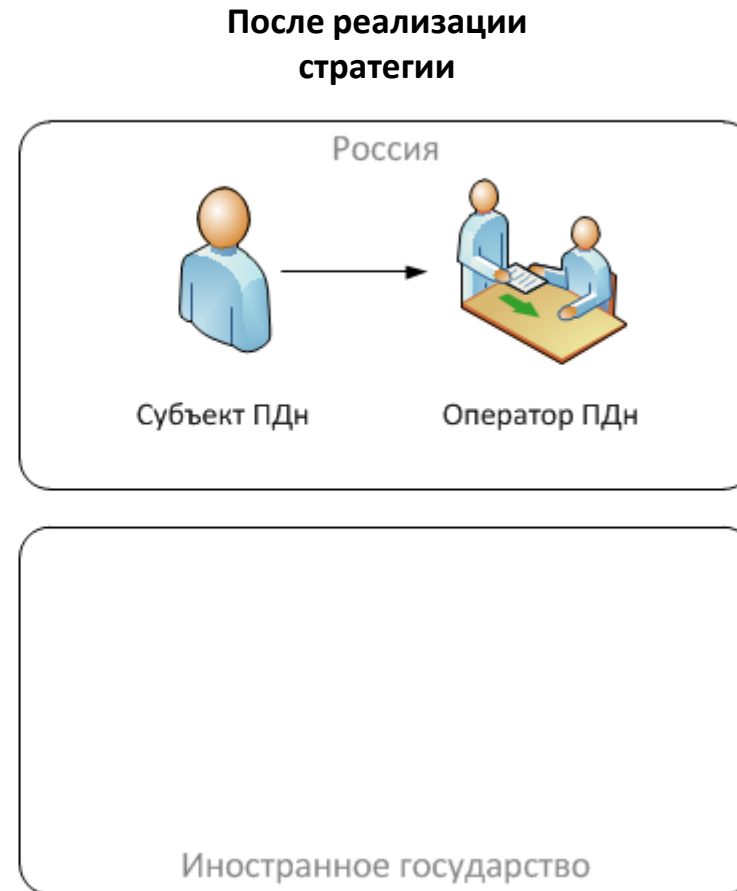 После реализации
стратегии
Россия
Субъект ПДн
Оператор ПДн
Иностранное государство